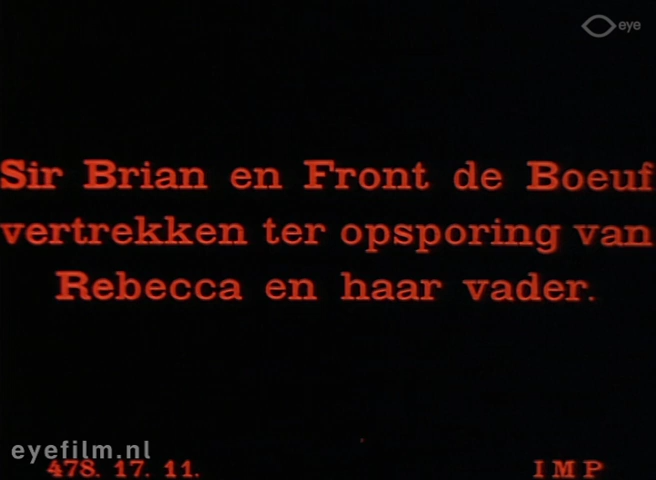 eye
Sir Brian en Front de Boeuf
vertrekken ter opsporing van
Rebecca en haar vader.
eyefilm.nl
478. 17. 11.
IMP